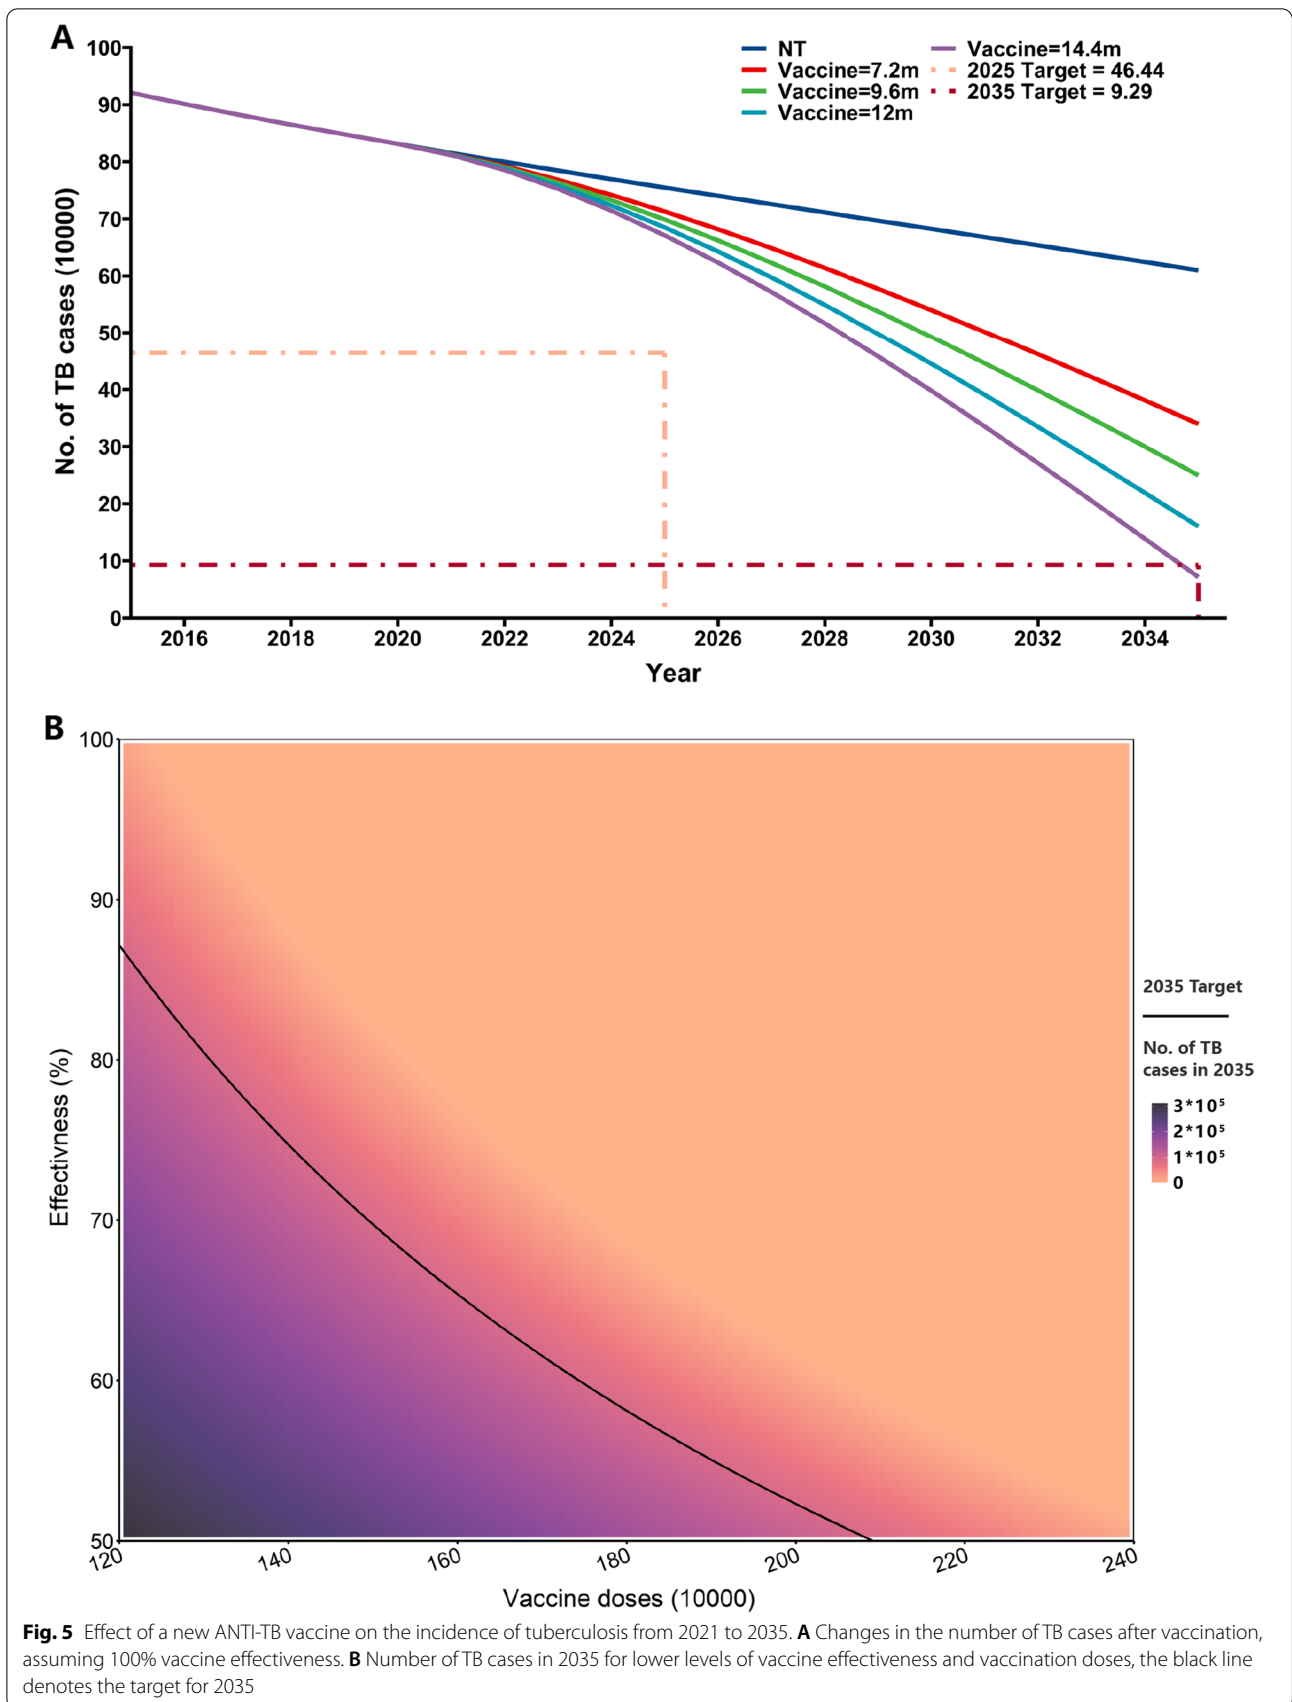 A
NT
Vaccine=7.2m
Vaccine=9.6m
Vaccine=12m
Vaccine=14.4m
2025 Target = 46.44
2035 Target = 9.29
No. of TB cases (10000)
100
90
80
70
60
50
40
30
20
10
0
2016 2018 2020 2022 2024 2026 2028 2030 2032 2034
Year
B
Effectivness (%)
100
90
80
70
60
50
120 140 160 180 200 220 240
Vaccine doses (10000)
2035 Target
No. of TB
cases in 2035
3*10⁵
2*10⁵
1*10⁵
0
Fig. 5 Effect of a new ANTI-TB vaccine on the incidence of tuberculosis from 2021 to 2035. A Changes in the number of TB cases after vaccination,
assuming 100% vaccine effectiveness. B Number of TB cases in 2035 for lower levels of vaccine effectiveness and vaccination doses, the black line
denotes the target for 2035